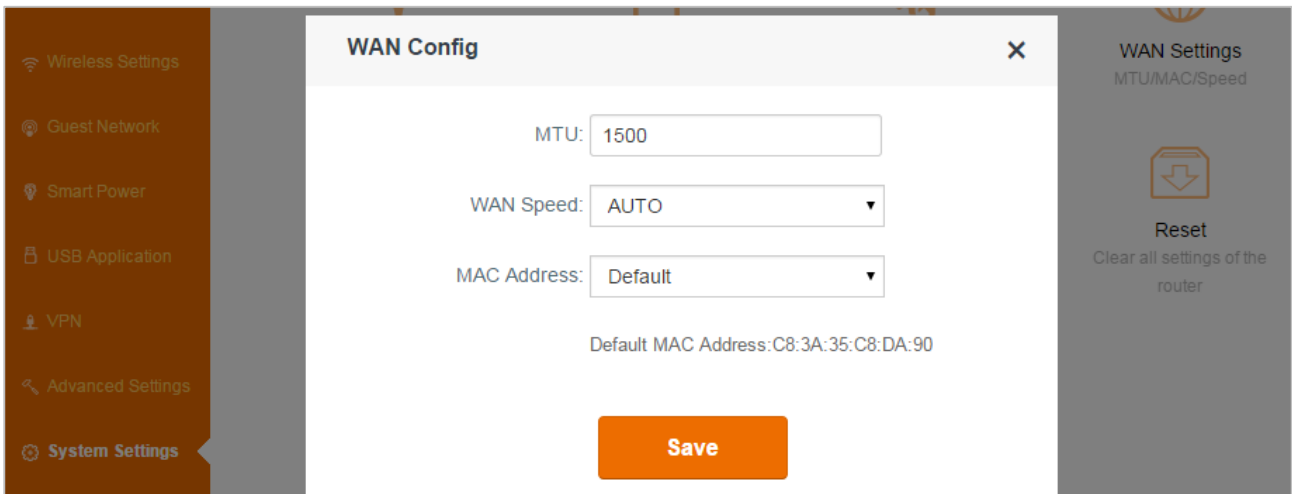 Wireless Settings
Guest Network
Smart Power
USB Application
VPN
Advanced Settings
System Settings
WAN Config
×
MTU: 1500
WAN Speed: AUTO
MAC Address: Default
Default MAC Address:C8:3A:35:C8:DA:90
Save
WAN Settings
MTU/MAC/Speed
Reset
Clear all settings of the
router